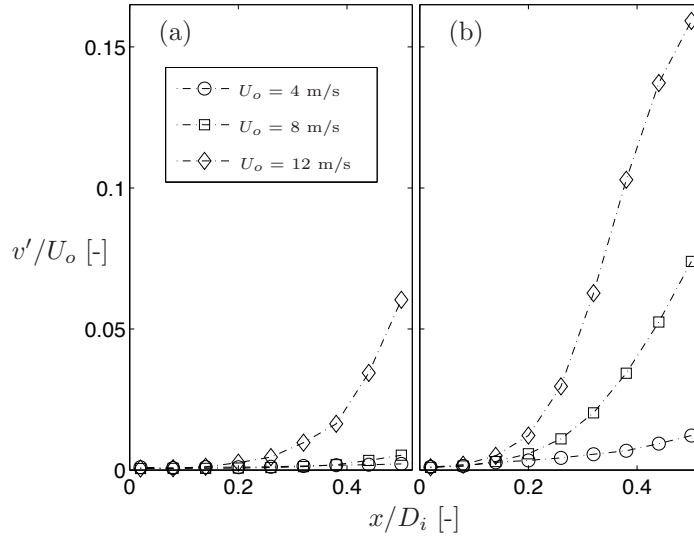 (a) (b)
0.15
U_o = 4 m/s
U_o = 8 m/s
U_o = 12 m/s
0.1
v′/U_o [-]
0.05
0
0 0.2 0.4 0 0.2 0.4
x/D_i [-]